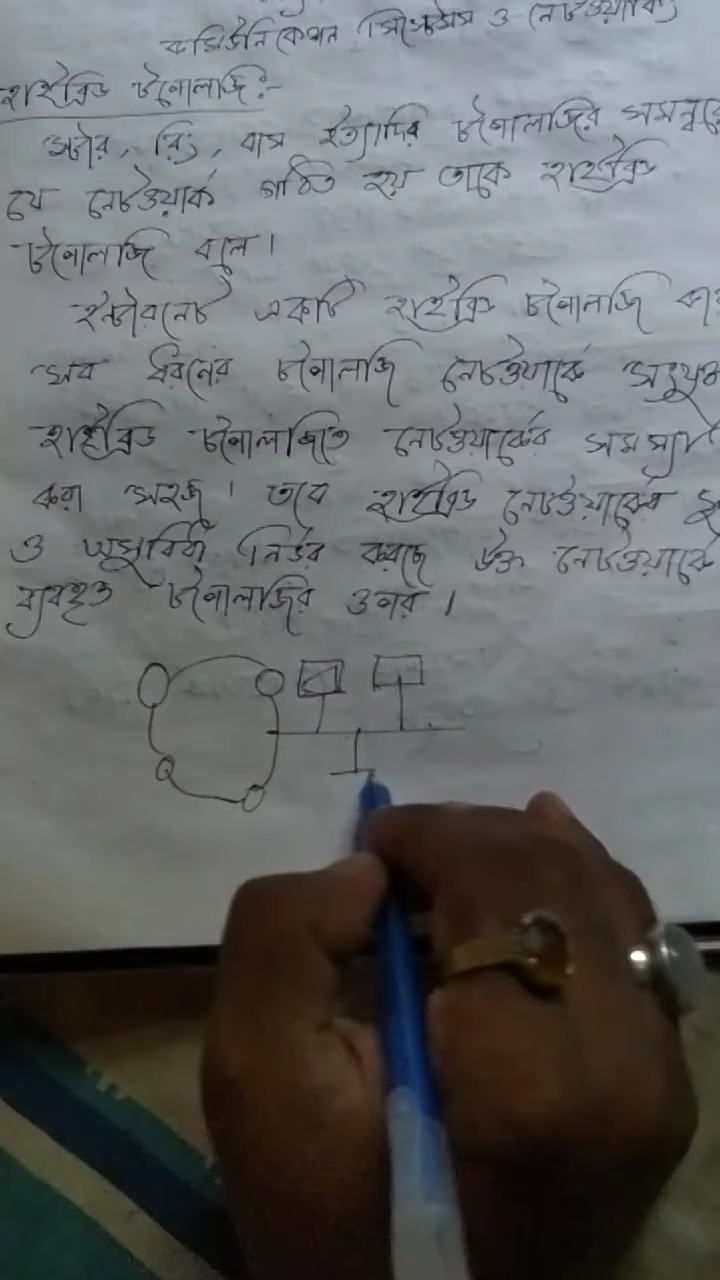 কমিউনিকেশন সিস্টেমস ও নেটওয়ার্কিং
হাইব্রিড টপোলজি:-
স্টার, রিং, বাস ইত্যাদির টপোলজির সমন্বয়ে
যে নেটওয়ার্ক গঠিত হয় তাকে হাইব্রিড
টপোলজি বলে।
ইন্টারনেট একটি হাইব্রিড টপোলজি
সব ধরনের টপোলজি নেটওয়ার্কে সংযুক্ত
হাইব্রিড টপোলজিতে নেটওয়ার্কের সমস্যা
করা সহজ। তবে হাইব্রিড নেটওয়ার্কের
ও অসুবিধা নির্ভর করছে উক্ত নেটওয়ার্কে
ব্যবহৃত টপোলজির ওপর।